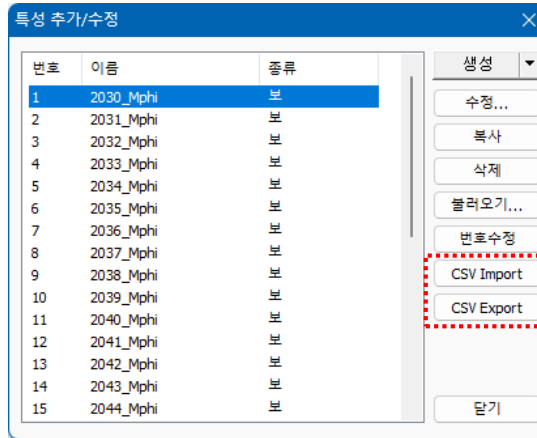 특성 추가/수정
번호 이름 종류
1 2030_Mphi 보
2 2031_Mphi 보
3 2032_Mphi 보
4 2033_Mphi 보
5 2034_Mphi 보
6 2035_Mphi 보
7 2036_Mphi 보
8 2037_Mphi 보
9 2038_Mphi 보
10 2039_Mphi 보
11 2040_Mphi 보
12 2041_Mphi 보
13 2042_Mphi 보
14 2043_Mphi 보
15 2044_Mphi 보
생성
수정...
복사
삭제
불러오기...
번호수정
CSV Import
CSV Export
닫기